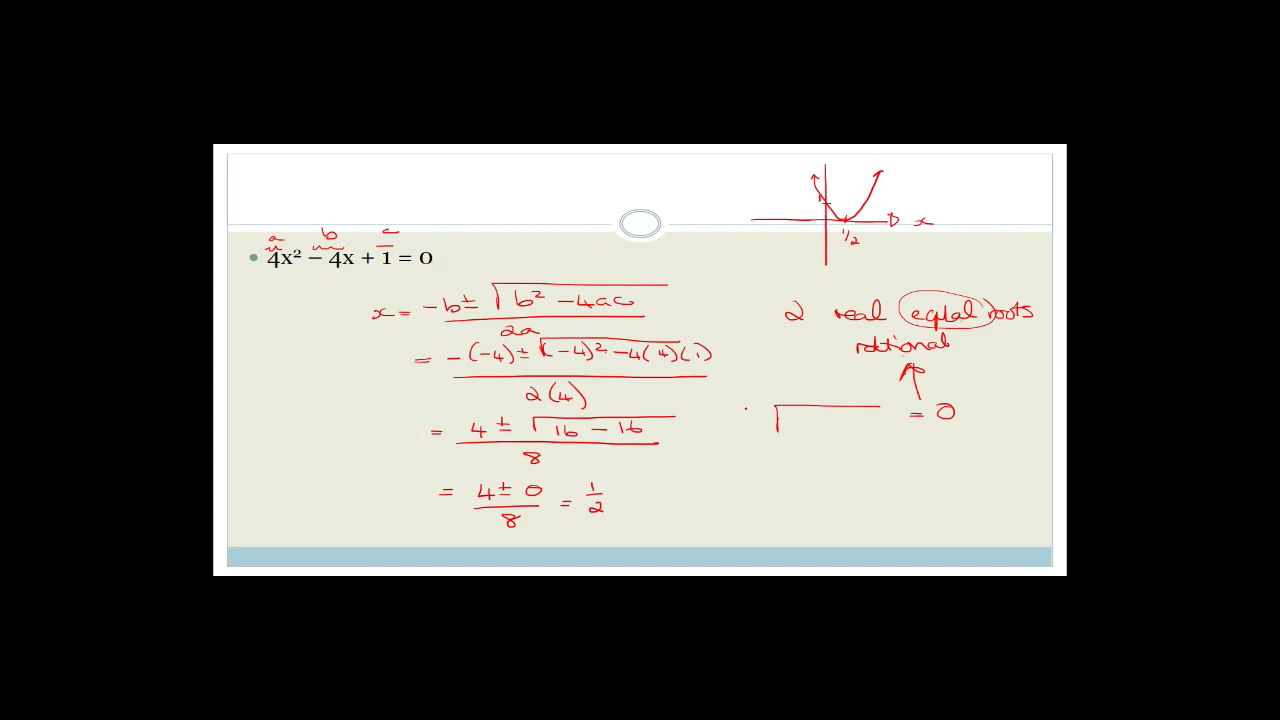 a b c
• 4x² − 4x + 1 = 0
x = (-b ± √(b² - 4ac)) / 2a
= (-(-4) ± √((-4)² - 4(4)(1))) / 2(4)
= (4 ± √(16 - 16)) / 8
= (4 ± 0) / 8 = 1/2
1
x
1/2
2 real equal roots
rational
√ = 0